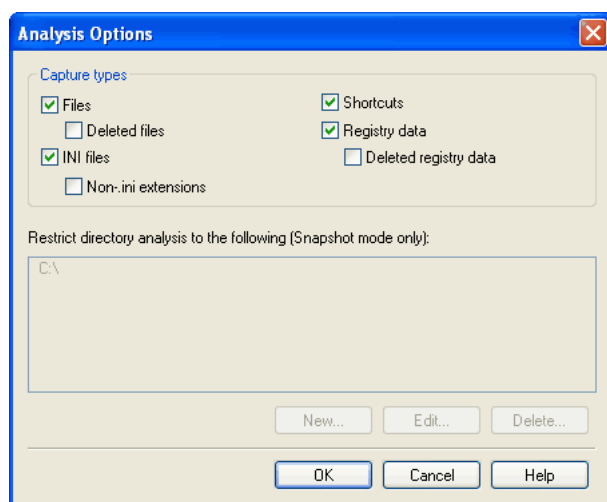 Analysis Options
Capture types
Files
Shortcuts
Deleted files
Registry data
INI files
Deleted registry data
Non-.ini extensions
Restrict directory analysis to the following (Snapshot mode only):
C:\
New... Edit... Delete...
OK Cancel Help